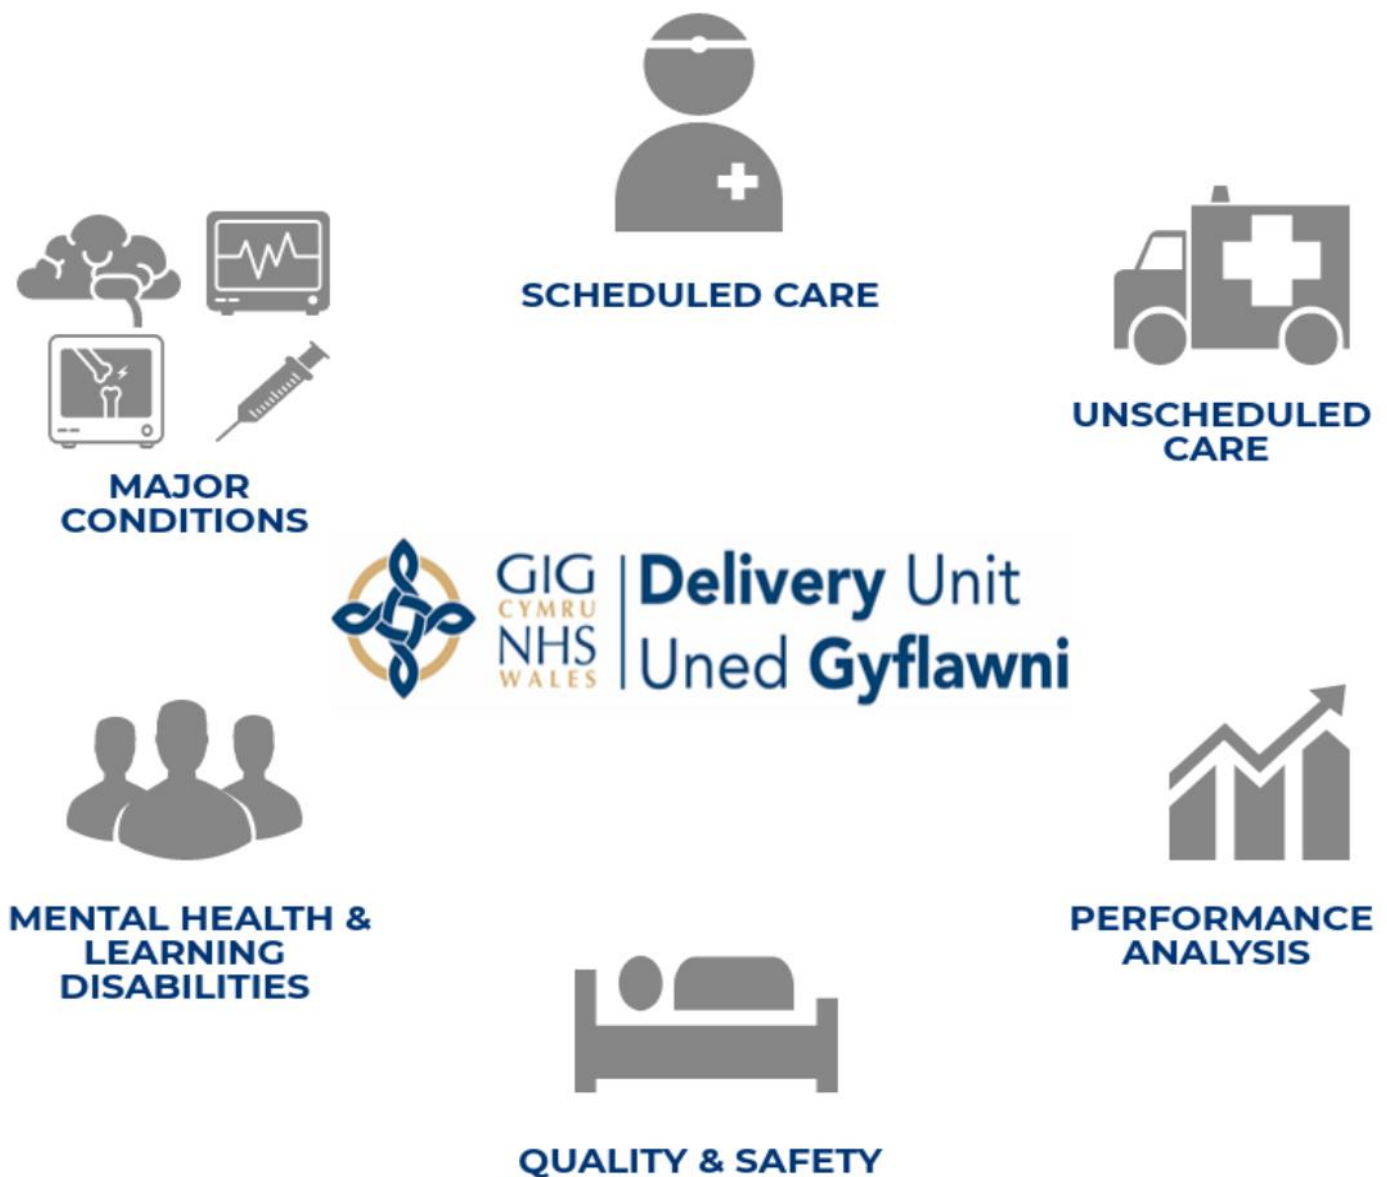 SCHEDULED CARE
UNSCHEDULED
CARE
MAJOR
CONDITIONS
GIG
CYMRU
NHS
WALES
Delivery Unit
Uned Gyflawni
MENTAL HEALTH &
LEARNING
DISABILITIES
PERFORMANCE
ANALYSIS
QUALITY & SAFETY